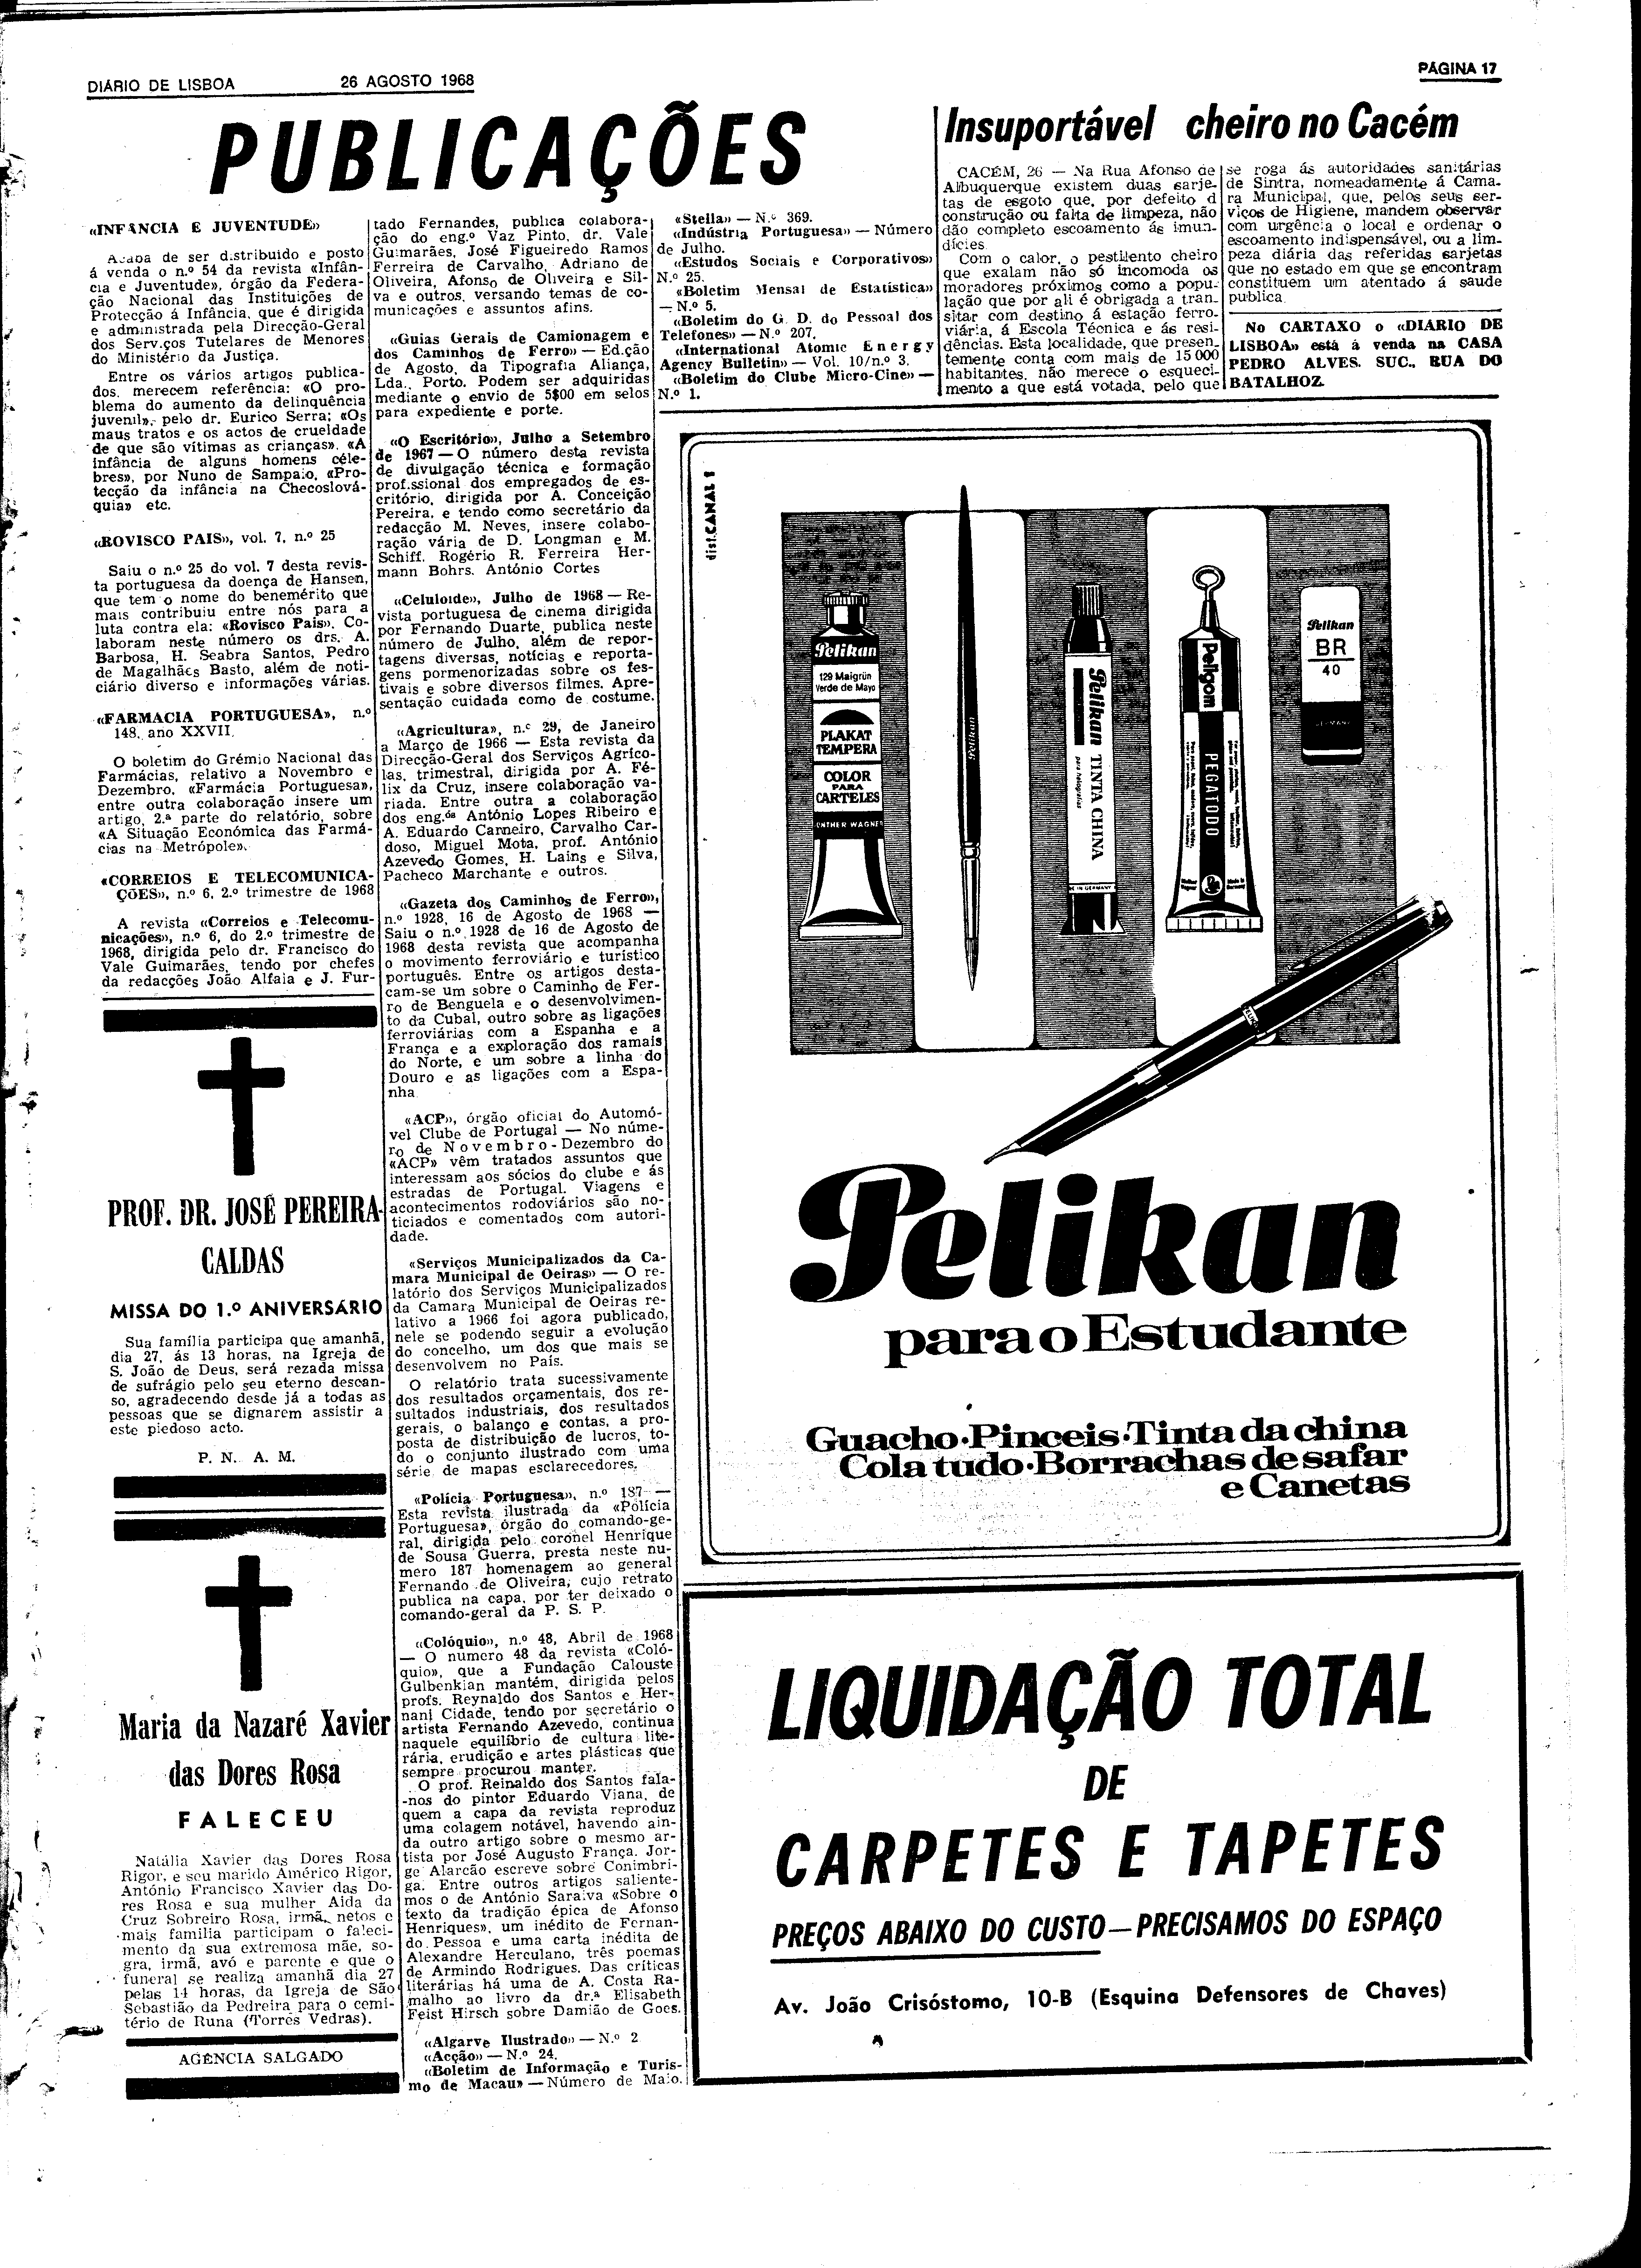 DIÁRIO DE LISBOA
26 AGOSTO 1968
PÁGINA 17
PUBLICAÇÕES
«INFANCIA E JUVENTUDE»
Acaba de ser distribuido e posto
á venda o n.º 54 da revista «Infân-
cia e Juventude», órgão da Federa-
ção Nacional das Instituições de
Protecção á Infância, que é dirigida
e administrada pela Direcção-Geral
dos Serv.ços Tutelares de Menores
do Ministério da Justiça.
Entre os vários artigos publica-
dos, merecem referência: «O pro-
blema do aumento da delinquência
juvenil», pelo dr. Eurico Serra; «Os
maus tratos e os actos de crueldade
de que são vítimas as crianças». «A
infância de alguns homens céle-
bres», por Nuno de Sampaio, «Pro-
tecção da infância na Checoslová-
quia» etc.
«ROVISCO PAIS», vol. 7, n.º 25
Saiu o n.º 25 do vol. 7 desta revis-
ta portuguesa da doença de Hansen,
que tem o nome do benemérito que
mais contribuiu entre nós para a
luta contra ela: «Rovisco Pais». Co-
laboram neste número os drs. A.
Barbosa, H. Seabra Santos, Pedro
de Magalhães Basto, além de noti-
ciário diverso e informações várias.
«FARMACIA PORTUGUESA», n.º
148, ano XXVII
O boletim do Grémio Nacional das
Farmácias, relativo a Novembro e
Dezembro, «Farmácia Portuguesa»,
entre outra colaboração insere um
artigo, 2.ª parte do relatório, sobre
«A Situação Económica das Farmá-
cias na Metrópole».
«CORREIOS E TELECOMUNICA-
ÇÕES», n.º 6, 2.º trimestre de 1968
A revista «Correios e Telecomu-
nicações», n.º 6, do 2.º trimestre de
1968, dirigida pelo dr. Francisco do
Vale Guimarães, tendo por chefes
da redacções João Alfaia e J. Fur-
tado Fernandes, publica colabora-
ção do eng.º Vaz Pinto, dr. Vale
Guimarães, José Figueiredo Ramos
Ferreira de Carvalho, Adriano de
Oliveira, Afonso de Oliveira e Sil-
va e outros, versando temas de co-
municações e assuntos afins.
«Guias Gerais de Camionagem e
dos Caminhos de Ferro» — Ed.ção
de Agosto, da Tipografia Aliança,
Lda., Porto. Podem ser adquiridas
mediante o envio de 5$00 em selos
para expediente e porte.
«O Escritório», Julho a Setembro
de 1967 — O número desta revista
de divulgação técnica e formação
prof.ssional dos empregados de es-
critório, dirigida por A. Conceição
Pereira, e tendo como secretário da
redacção M. Neves, insere colabo-
ração vária de D. Longman e M.
Schiff, Rogério R. Ferreira Her-
mann Bohrs, António Cortes
«Celuloide», Julho de 1968 — Re-
vista portuguesa de cinema dirigida
por Fernando Duarte, publica neste
número de Julho, além de repor-
tagens diversas, notícias e reporta-
gens pormenorizadas sobre os fes-
tivais e sobre diversos filmes. Apre-
sentação cuidada como de costume.
«Agricultura», n.º 29, de Janeiro
a Março de 1966 — Esta revista da
Direcção-Geral dos Serviços Agríco-
las, trimestral, dirigida por A. Fé-
lix da Cruz, insere colaboração va-
riada. Entre outra a colaboração
dos eng.ºs António Lopes Ribeiro e
A. Eduardo Carneiro, Carvalho Car-
doso, Miguel Mota, prof. António
Azevedo Gomes, H. Lains e Silva,
Pacheco Marchante e outros.
«Gazeta dos Caminhos de Ferro»,
n.º 1928, 16 de Agosto de 1968 —
Saiu o n.º 1928 de 16 de Agosto de
1968 desta revista que acompanha
o movimento ferroviário e turístico
português. Entre os artigos desta-
cam-se um sobre o Caminho de Fer-
ro de Benguela e o desenvolvimen-
to da Cubal, outro sobre as ligações
ferroviárias com a Espanha e a
França e a exploração dos ramais
do Norte, e um sobre a linha do
Douro e as ligações com a Espa-
nha.
«ACP», órgão oficial do Automó-
vel Clube de Portugal — No núme-
ro de Novembro - Dezembro do
«ACP» vêm tratados assuntos que
interessam aos sócios do clube e ás
estradas de Portugal. Viagens e
acontecimentos rodoviários são no-
ticiados e comentados com autori-
dade.
«Serviços Municipalizados da Ca-
mara Municipal de Oeiras» — O re-
latório dos Serviços Municipalizados
da Camara Municipal de Oeiras re-
lativo a 1966 foi agora publicado,
nele se podendo seguir a evolução
do concelho, um dos que mais se
desenvolvem no País.
O relatório trata sucessivamente
dos resultados orçamentais, dos re-
sultados industriais, dos resultados
gerais, o balanço e contas, a pro-
posta de distribuição de lucros, to-
do o conjunto ilustrado com uma
série de mapas esclarecedores.
«Polícia Portuguesa», n.º 187 —
Esta revista ilustrada da «Polícia
Portuguesa», órgão do comando-ge-
ral, dirigida pelo coronel Henrique
de Sousa Guerra, presta neste nu-
mero 187 homenagem ao general
Fernando de Oliveira, cujo retrato
publica na capa, por ter deixado o
comando-geral da P. S. P.
«Colóquio», n.º 48, Abril de 1968
— O número 48 da revista «Coló-
quio», que a Fundação Calouste
Gulbenkian mantém, dirigida pelos
profs. Reynaldo dos Santos e Her-
nani Cidade, tendo por secretário o
artista Fernando Azevedo, continua
naquele equilíbrio de cultura lite-
rária, erudição e artes plásticas que
sempre procurou manter.
O prof. Reinaldo dos Santos fala-
-nos do pintor Eduardo Viana, de
quem a capa da revista reproduz
uma colagem notável, havendo ain-
da outro artigo sobre o mesmo ar-
tista por José Augusto França. Jor-
ge Alarcão escreve sobre Conimbri-
ga. Entre outros artigos saliente-
mos o de António Saraiva «Sobre o
texto da tradição épica de Afonso
Henriques», um inédito de Fernan-
do Pessoa e uma carta inédita de
Alexandre Herculano, três poemas
de Armindo Rodrigues. Das críticas
literárias há uma de A. Costa Ra-
malho ao livro da dr.ª Elisabeth
Feist Hirsch sobre Damião de Goes.
«Algarve Ilustrado» — N.º 2
«Acção» — N.º 24.
«Boletim de Informação e Turis-
mo de Macau» — Número de Maio.
«Stella» — N.º 369.
«Indústria Portuguesa» — Número
de Julho.
«Estudos Sociais e Corporativos»
N.º 25.
«Boletim Mensal de Estatística»
— N.º 5.
«Boletim do G. D. do Pessoal dos
Telefones» — N.º 207.
«International Atomic Energy
Agency Bulletin» — Vol. 10/n.º 3.
«Boletim do Clube Micro-Cine» —
N.º 1.
Insuportável cheiro no Cacém
CACÉM, 26 — Na Rua Afonso de
Albuquerque existem duas sarje-
tas de esgoto que, por defeito d
construção ou falta de limpeza, não
dão completo escoamento ás imun-
dícies.
Com o calor, o pestilento cheiro
que exalam não só incomoda os
moradores próximos como a popu-
lação que por ali é obrigada a tran-
sitar com destino á estação ferro-
viária, á Escola Técnica e ás resi-
dências. Esta localidade, que presen-
temente conta com mais de 15 000
habitantes, não merece o esqueci-
mento a que está votada, pelo que
se roga ás autoridades sanitárias
de Sintra, nomeadamente á Cama-
ra Municipal, que, pelos seus ser-
viços de Higiene, mandem observar
com urgência o local e ordenar o
escoamento indispensável, ou a lim-
peza diária das referidas sarjetas
que no estado em que se encontram
constituem um atentado á saude
publica.
No CARTAXO o «DIARIO DE
LISBOA» está á venda na CASA
PEDRO ALVES. SUC., RUA DO
BATALHOZ
PROF. DR. JOSÉ PEREIRA
CALDAS
MISSA DO 1.º ANIVERSÁRIO
Sua família participa que amanhã,
dia 27, ás 13 horas, na Igreja de
S. João de Deus, será rezada missa
de sufrágio pelo seu eterno descan-
so, agradecendo desde já a todas as
pessoas que se dignarem assistir a
este piedoso acto.
P. N. A. M.
Maria da Nazaré Xavier
das Dores Rosa
FALECEU
Natália Xavier das Dores Rosa
Rigor, e seu marido Américo Rigor,
António Francisco Xavier das Do-
res Rosa e sua mulher Aida da
Cruz Sobreiro Rosa, irmã, netos e
mais familia participam o faleci-
mento da sua extremosa mãe, so-
gra, irmã, avó e parente e que o
funeral se realiza amanhã dia 27
pelas 14 horas, da Igreja de São
Sebastião da Pedreira para o cemi-
tério de Runa (Torres Vedras).
AGÊNCIA SALGADO
dist. CANAL
Pelikan
129 Maigrün
Verde de Mayo
PLAKAT
TEMPERA
COLOR
PARA
CARTELES
NTHER WAGNE
Pelikan
Pelikan TINTA CHINA
Peligom
PEGATODO
Pelikan
BR
40
GERMANY
Pelikan
para o Estudante
Guacho·Pinceis·Tinta da china
Cola tudo·Borrachas de safar
e Canetas
LIQUIDAÇÃO TOTAL
DE
CARPETES E TAPETES
PREÇOS ABAIXO DO CUSTO — PRECISAMOS DO ESPAÇO
Av. João Crisóstomo, 10-B (Esquina Defensores de Chaves)